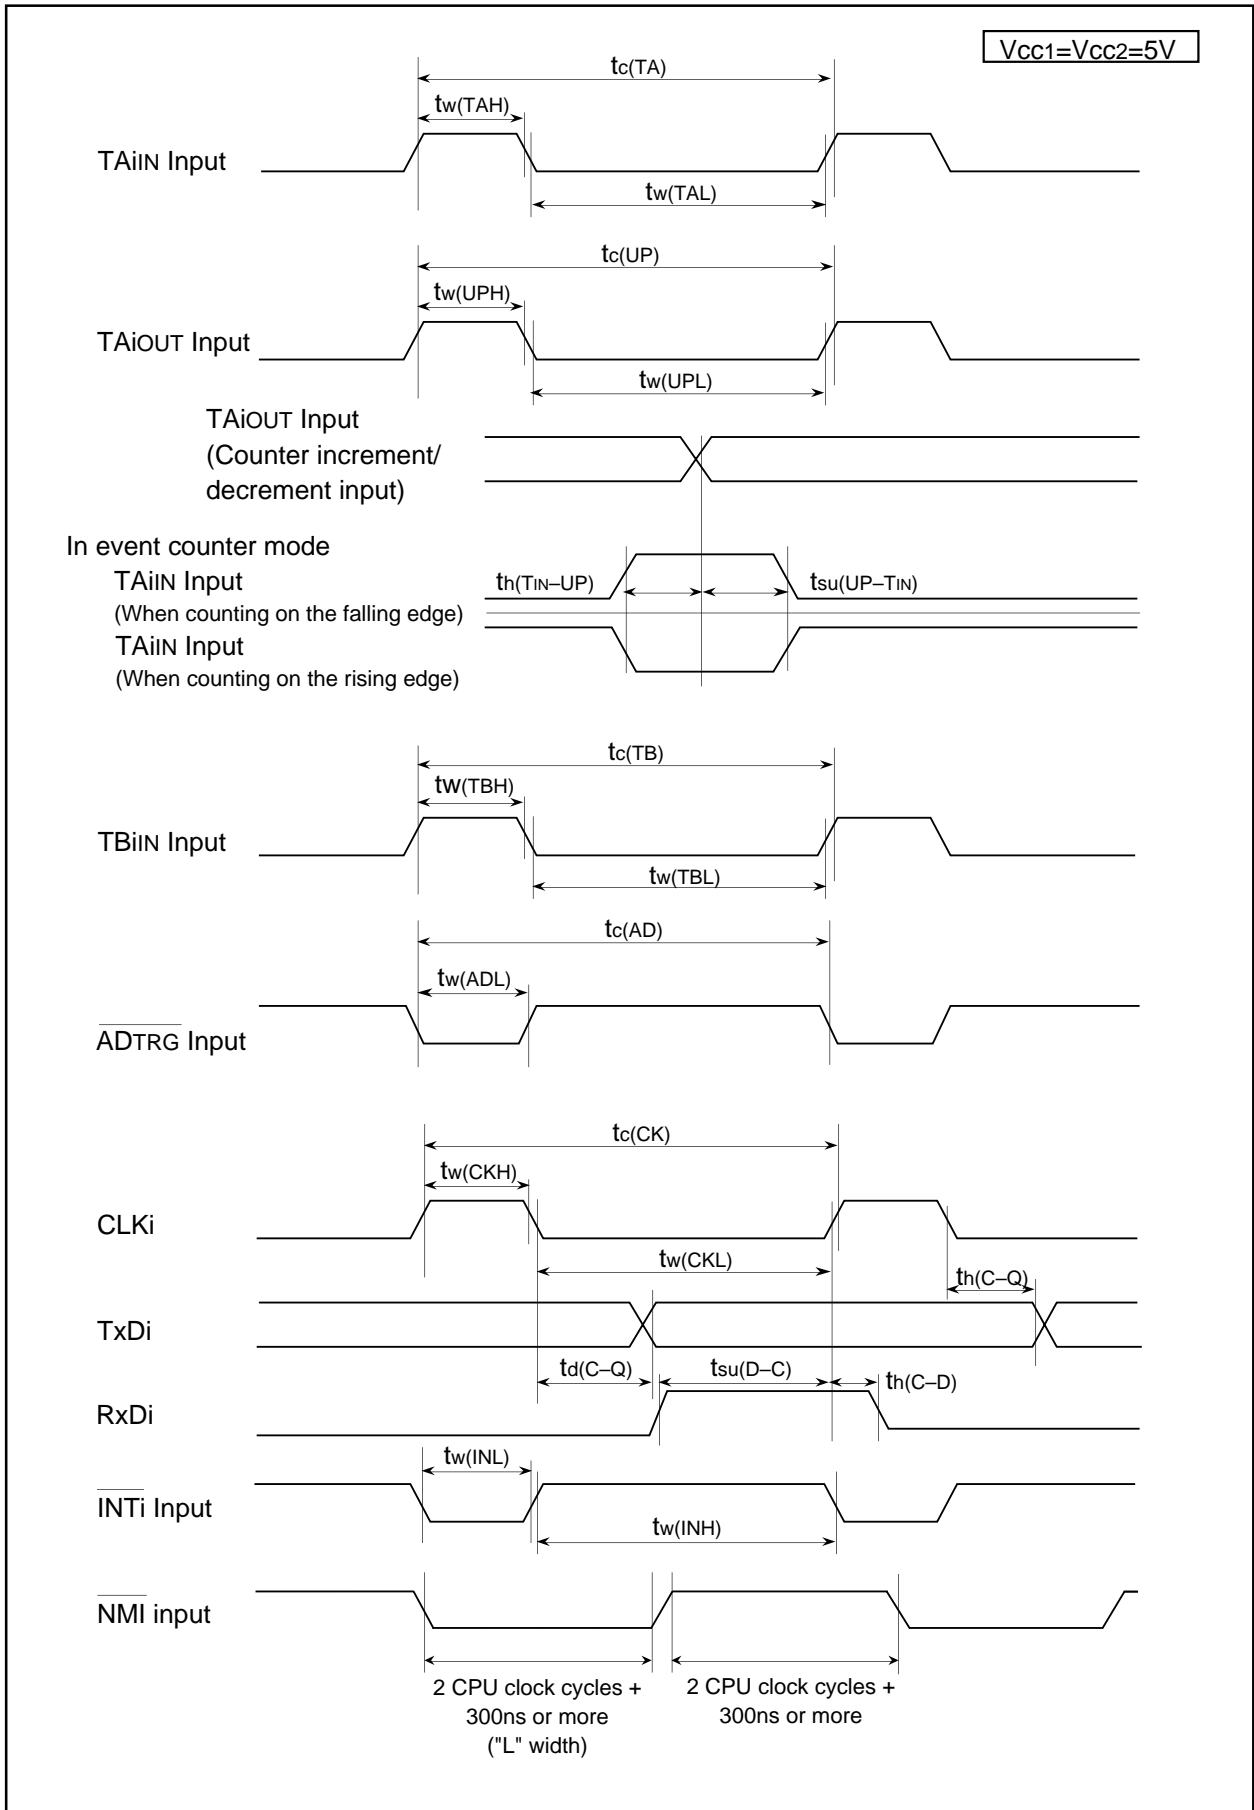 Vcc1=Vcc2=5V
tc(TA)
tw(TAH)
TAiIN Input
tw(TAL)
tc(UP)
tw(UPH)
TAiOUT Input
tw(UPL)
TAiOUT Input
(Counter increment/
decrement input)
In event counter mode
TAiIN Input
th(TIN–UP)
tsu(UP–TIN)
(When counting on the falling edge)
TAiIN Input
(When counting on the rising edge)
tc(TB)
tw(TBH)
TBiIN Input
tw(TBL)
tc(AD)
tw(ADL)
ADTRG Input
tc(CK)
tw(CKH)
CLKi
tw(CKL)
th(C–Q)
TxDi
td(C–Q)
tsu(D–C)
th(C–D)
RxDi
tw(INL)
INTi Input
tw(INH)
NMI input
2 CPU clock cycles +
300ns or more
("L" width)
2 CPU clock cycles +
300ns or more